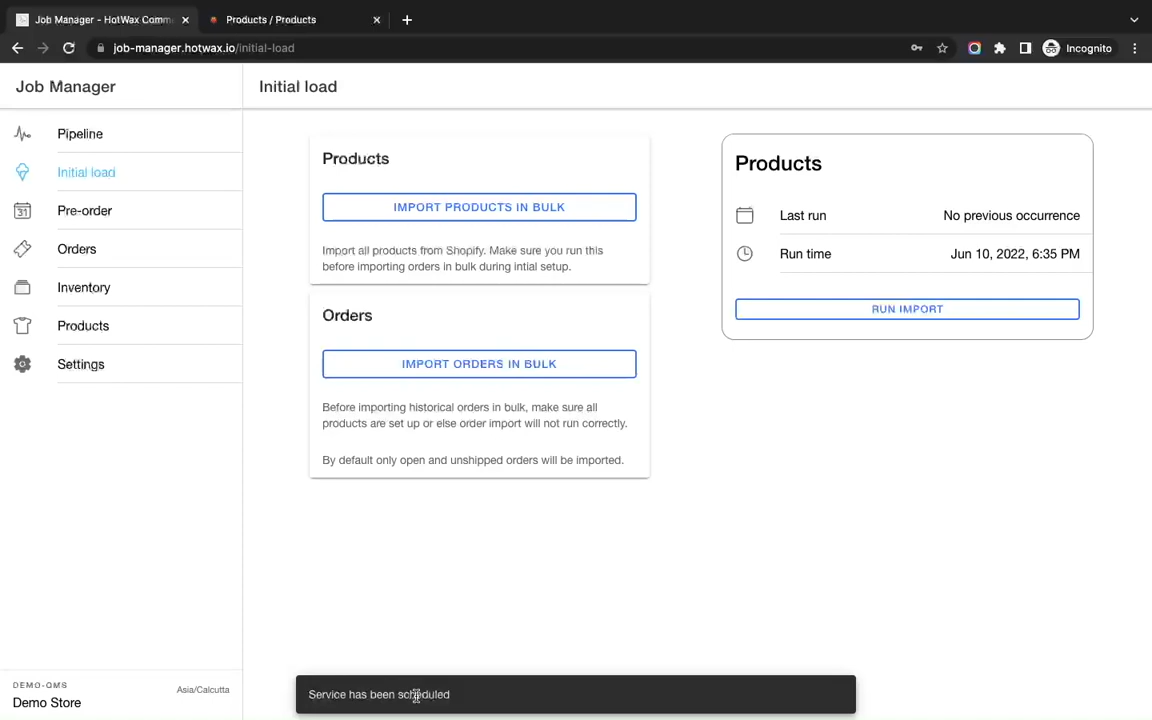 Job Manager - HotWax Comm
Products / Products
job-manager.hotwax.io/initial-load
Incognito
Job Manager
Initial load
Pipeline
Initial load
Pre-order
31
Orders
Inventory
Products
Settings
Products
IMPORT PRODUCTS IN BULK
Import all products from Shopify. Make sure you run this
before importing orders in bulk during intial setup.
Orders
IMPORT ORDERS IN BULK
Before importing historical orders in bulk, make sure all
products are set up or else order import will not run correctly.
By default only open and unshipped orders will be imported.
Products
Last run
No previous occurrence
Run time
Jun 10, 2022, 6:35 PM
RUN IMPORT
DEMO-OMS
Asia/Calcutta
Demo Store
Service has been scheduled